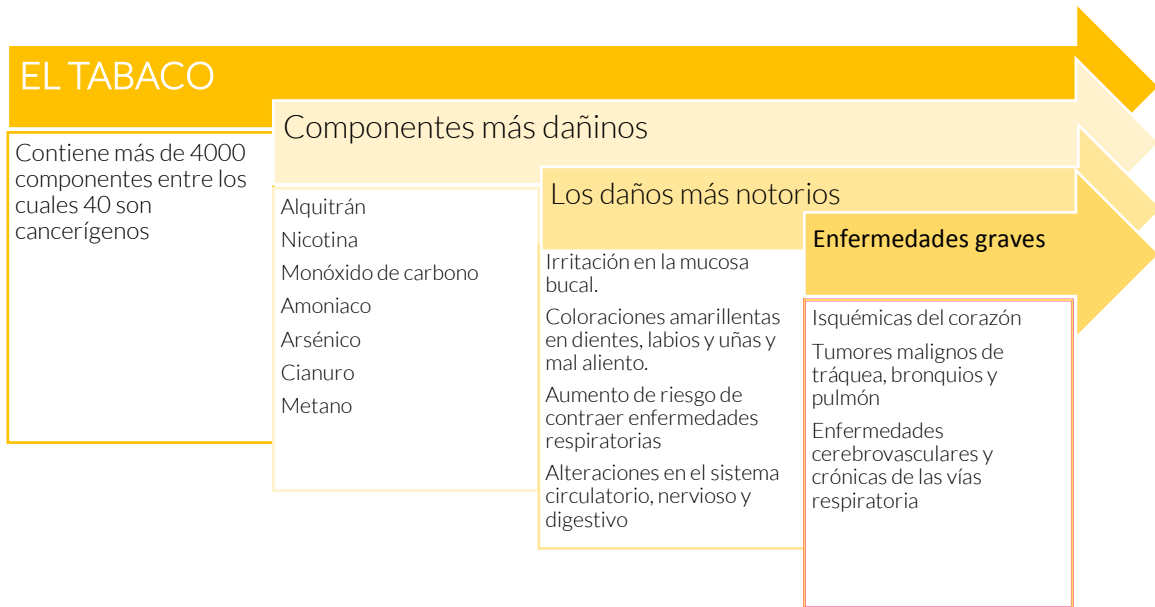 EL TABACO
Contiene más de 4000
componentes entre los
cuales 40 son
cancerígenos
Componentes más dañinos
Alquitrán
Nicotina
Monóxido de carbono
Amoniaco
Arsénico
Cianuro
Metano
Los daños más notorios
Irritación en la mucosa
bucal.
Coloraciones amarillentas
en dientes, labios y uñas y
mal aliento.
Aumento de riesgo de
contraer enfermedades
respiratorias
Alteraciones en el sistema
circulatorio, nervioso y
digestivo
Enfermedades graves
Isquémicas del corazón
Tumores malignos de
tráquea, bronquios y
pulmón
Enfermedades
cerebrovasculares y
crónicas de las vías
respiratoria